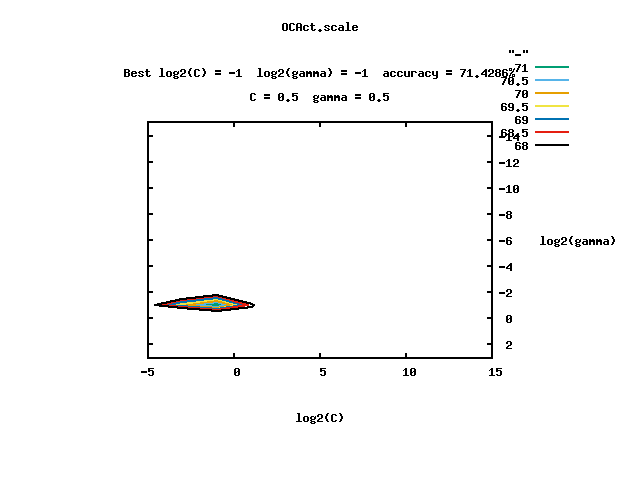 OCAct.scale
"_"
Best log2(C) = -1  log2(gamma) = -1  accuracy = 71.4286%
71
70.5
C = 0.5  gamma = 0.5
70
69.5
69
68.5
68
-14
-12
-10
-8
-6
log2(gamma)
-4
-2
0
2
-5 0 5 10 15
log2(C)